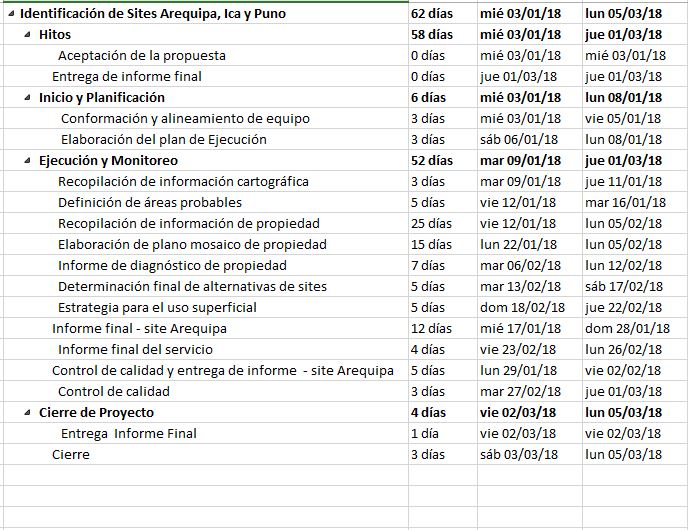 Identificación de Sites Arequipa, Ica y Puno 62 días mié 03/01/18 lun 05/03/18
Hitos 58 días mié 03/01/18 jue 01/03/18
Aceptación de la propuesta 0 días mié 03/01/18 mié 03/01/18
Entrega de informe final 0 días jue 01/03/18 jue 01/03/18
Inicio y Planificación 6 días mié 03/01/18 lun 08/01/18
Conformación y alineamiento de equipo 3 días mié 03/01/18 vie 05/01/18
Elaboración del plan de Ejecución 3 días sáb 06/01/18 lun 08/01/18
Ejecución y Monitoreo 52 días mar 09/01/18 jue 01/03/18
Recopilación de información cartográfica 3 días mar 09/01/18 jue 11/01/18
Definición de áreas probables 5 días vie 12/01/18 mar 16/01/18
Recopilación de información de propiedad 25 días vie 12/01/18 lun 05/02/18
Elaboración de plano mosaico de propiedad 15 días lun 22/01/18 lun 05/02/18
Informe de diagnóstico de propiedad 7 días mar 06/02/18 lun 12/02/18
Determinación final de alternativas de sites 5 días mar 13/02/18 sáb 17/02/18
Estrategia para el uso superficial 5 días dom 18/02/18 jue 22/02/18
Informe final - site Arequipa 12 días mié 17/01/18 dom 28/01/18
Informe final del servicio 4 días vie 23/02/18 lun 26/02/18
Control de calidad y entrega de informe - site Arequipa 5 días lun 29/01/18 vie 02/02/18
Control de calidad 3 días mar 27/02/18 jue 01/03/18
Cierre de Proyecto 4 días vie 02/03/18 lun 05/03/18
Entrega Informe Final 1 día vie 02/03/18 vie 02/03/18
Cierre 3 días sáb 03/03/18 lun 05/03/18